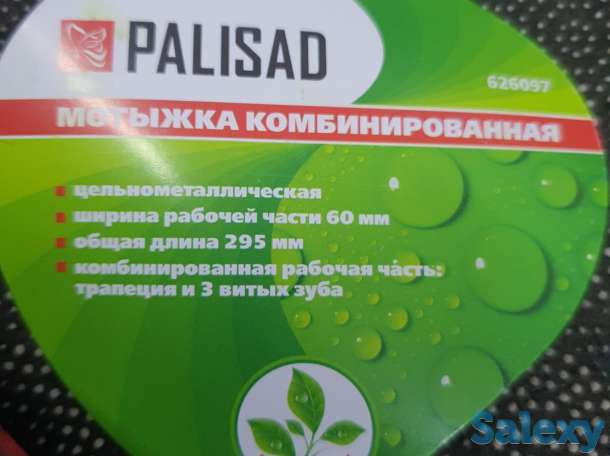 PALISAD
626097
МОТЫЖКА КОМБИНИРОВАННАЯ
цельнометаллическая
ширина рабочей части 60 мм
общая длина 295 мм
комбинированная рабочая часть:
трапеция и 3 витых зуба
Salexy